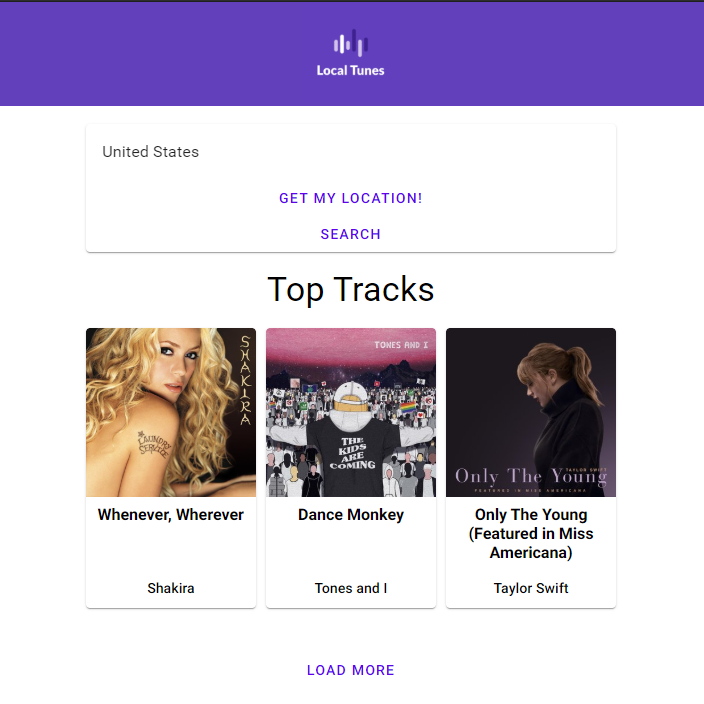 Local Tunes
United States
GET MY LOCATION!
SEARCH
Top Tracks
SHAKIRA
LAUNDRY
SERVICE
TONES AND I
THE
KIDS
ARE
COMING
TAYLOR SWIFT
Only The Young
FEATURED IN MISS AMERICANA
Whenever, Wherever
Dance Monkey
Only The Young
(Featured in Miss
Americana)
Shakira
Tones and I
Taylor Swift
LOAD MORE